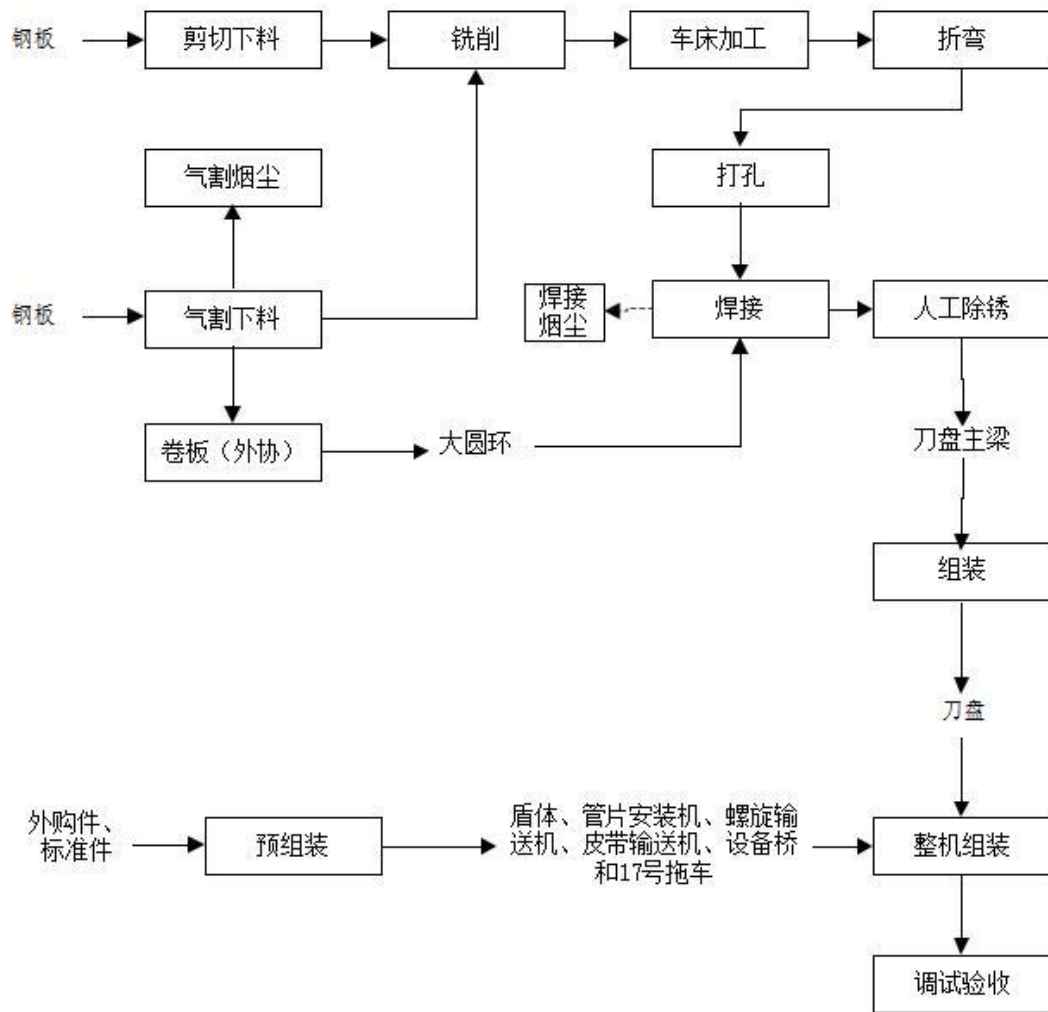 钢板
剪切下料
铣削
车床加工
折弯
气割烟尘
打孔
钢板
气割下料
焊接
烟尘
焊接
人工除锈
卷板（外协）
大圆环
刀盘主梁
组装
刀盘
外购件、
标准件
预组装
盾体、管片安装机、螺旋输
送机、皮带输送机、设备桥
和17号拖车
整机组装
调试验收